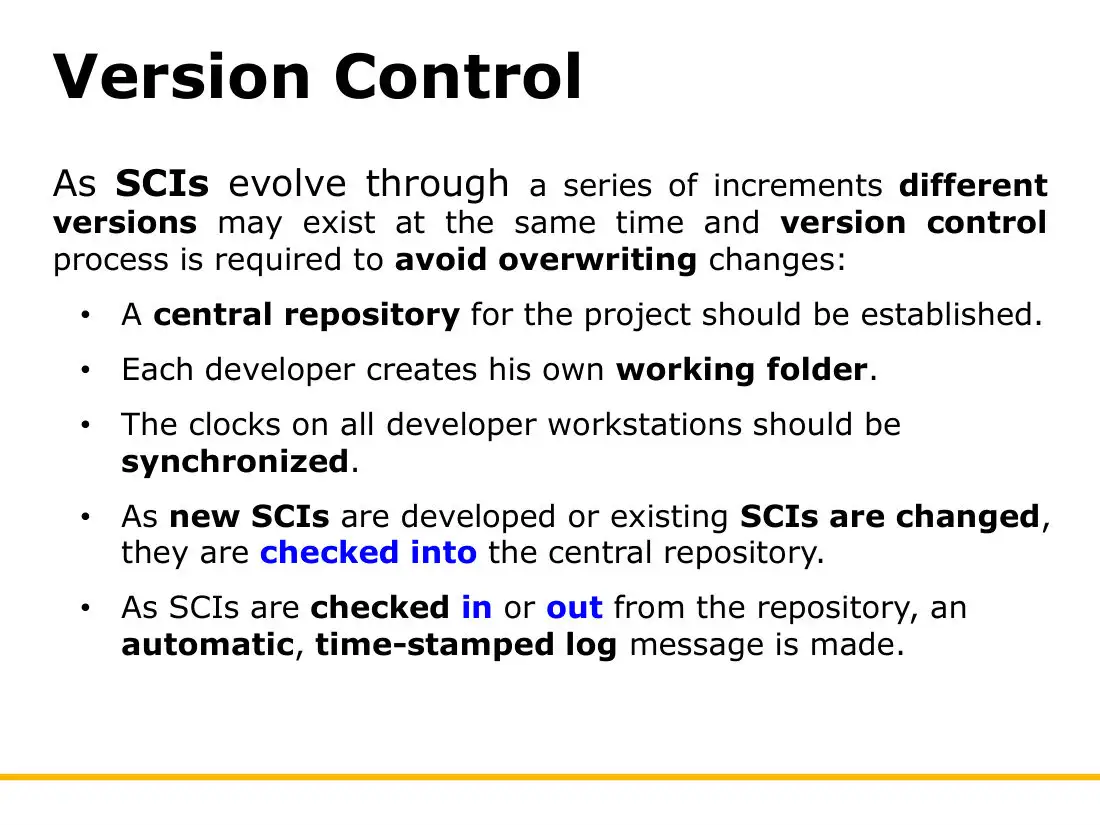 Version Control
As SCIs evolve through a series of increments different
versions may exist at the same time and version control
process is required to avoid overwriting changes:
• A central repository for the project should be established.
• Each developer creates his own working folder.
• The clocks on all developer workstations should be
synchronized.
• As new SCIs are developed or existing SCIs are changed,
they are checked into the central repository.
• As SCIs are checked in or out from the repository, an
automatic, time-stamped log message is made.